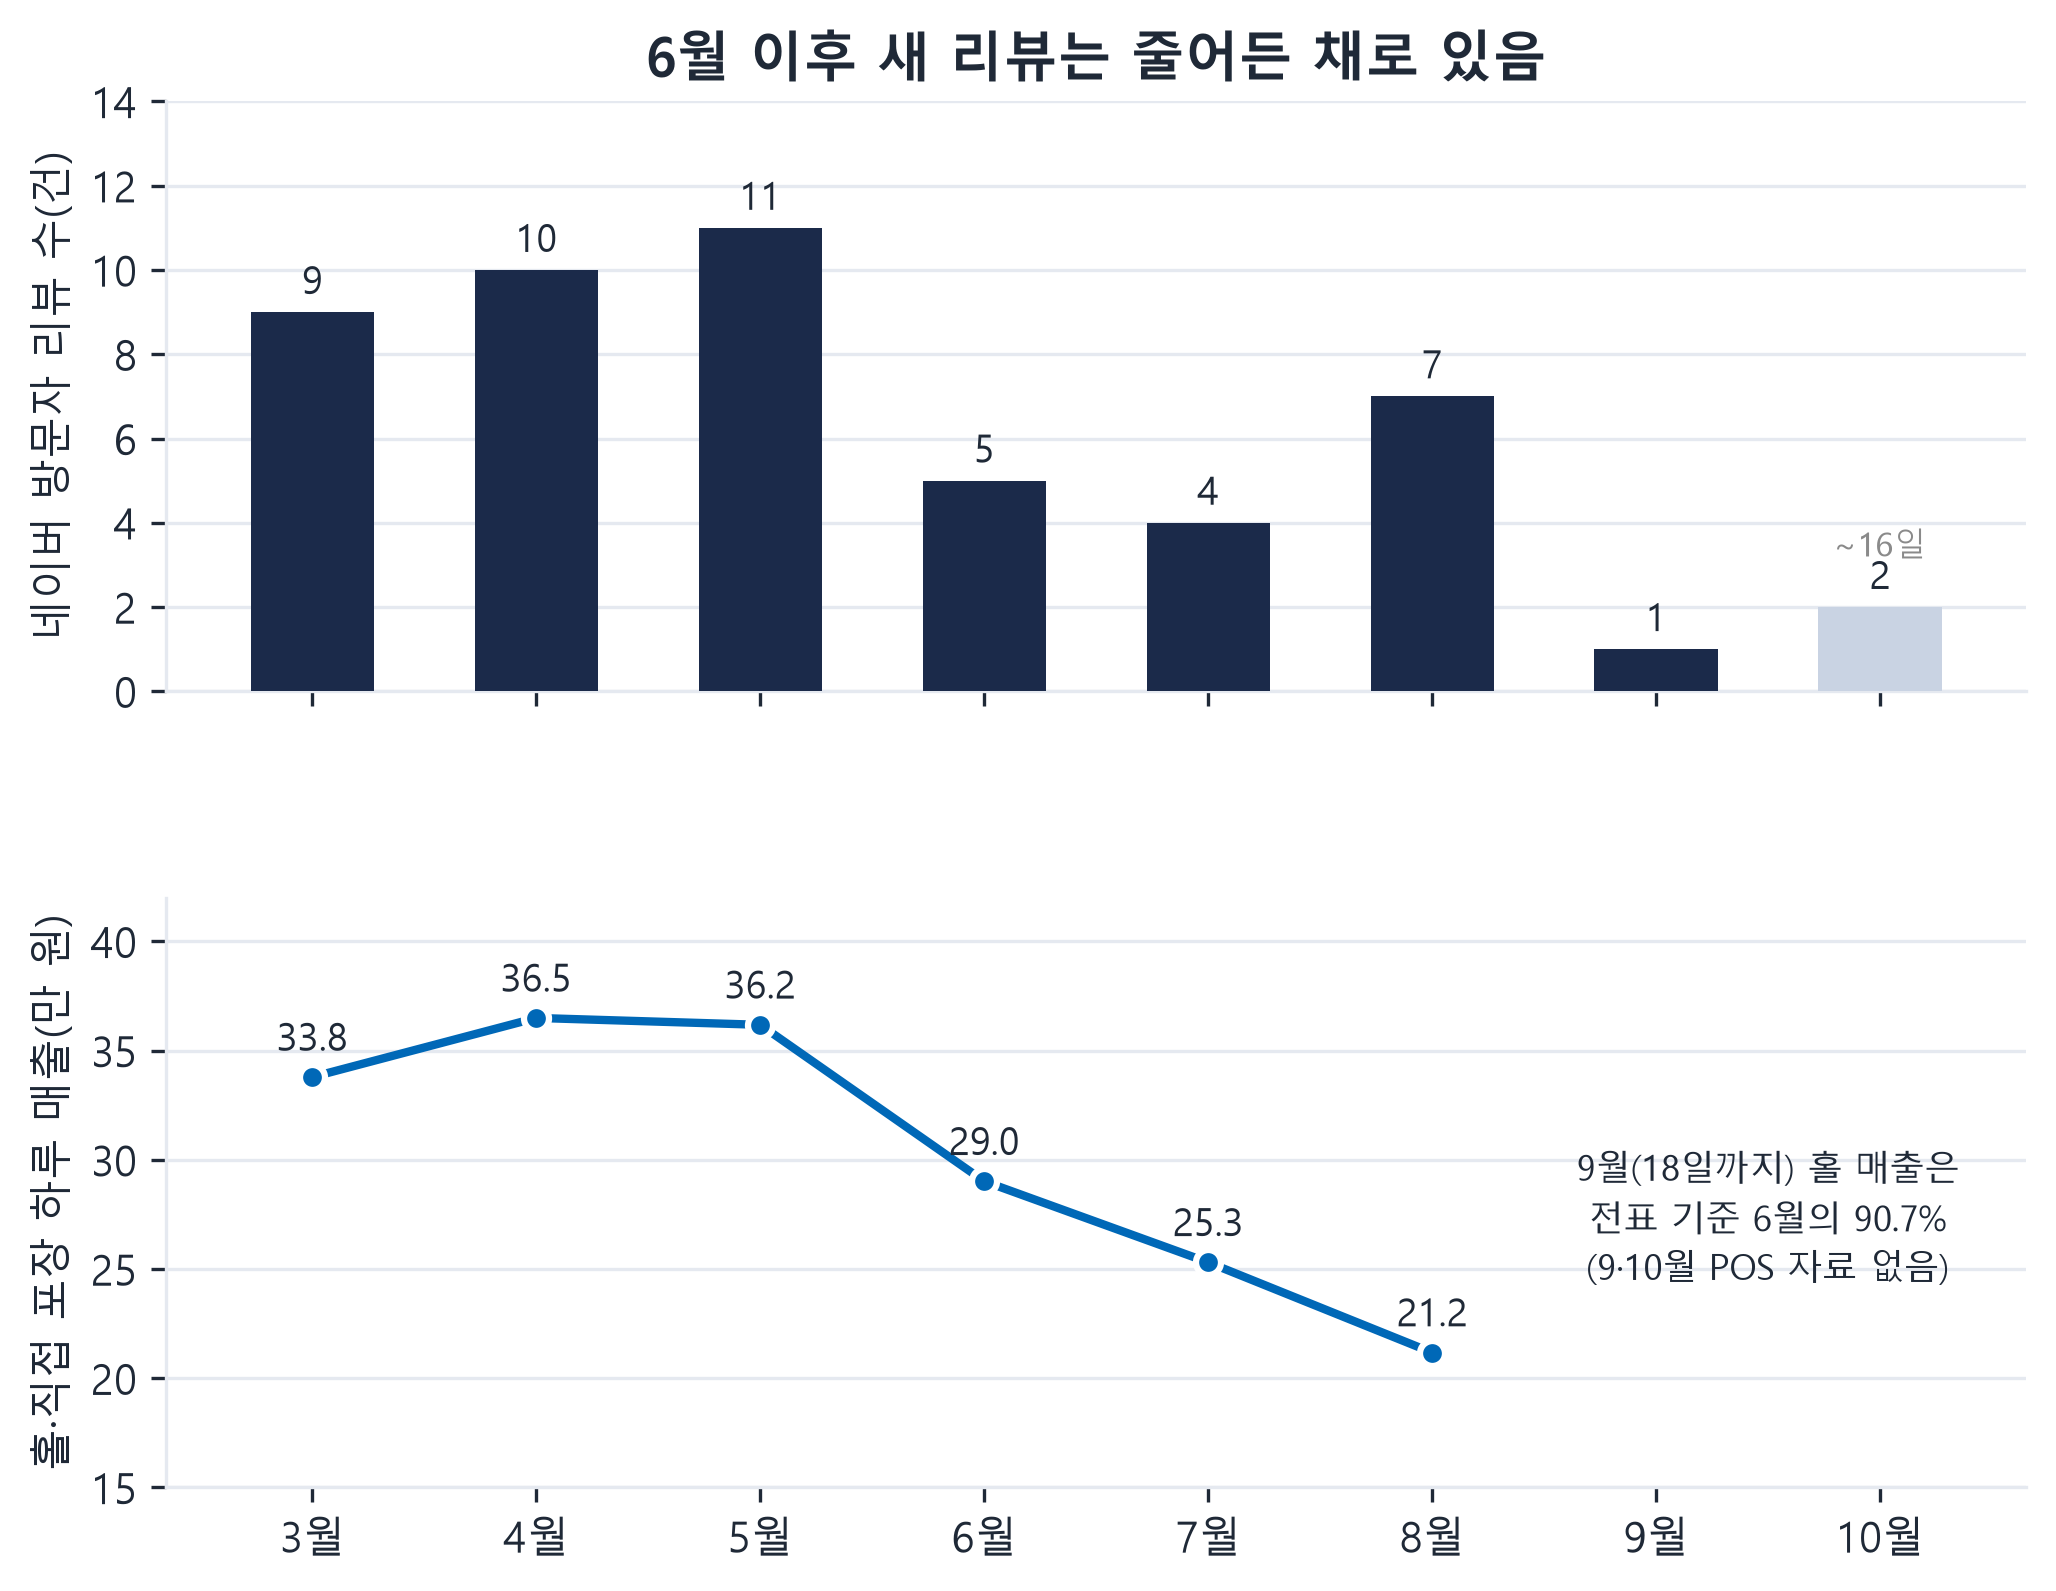 6월 이후 새 리뷰는 줄어든 채로 있음
네이버 방문자 리뷰 수(건)
14
12
10
8
6
4
2
0
9
10
11
5
4
7
1
~16일
2
홀·직접 포장 하루 매출(만 원)
40
35
30
25
20
15
33.8
36.5
36.2
29.0
25.3
21.2
9월(18일까지) 홀 매출은
전표 기준 6월의 90.7%
(9·10월 POS 자료 없음)
3월
4월
5월
6월
7월
8월
9월
10월